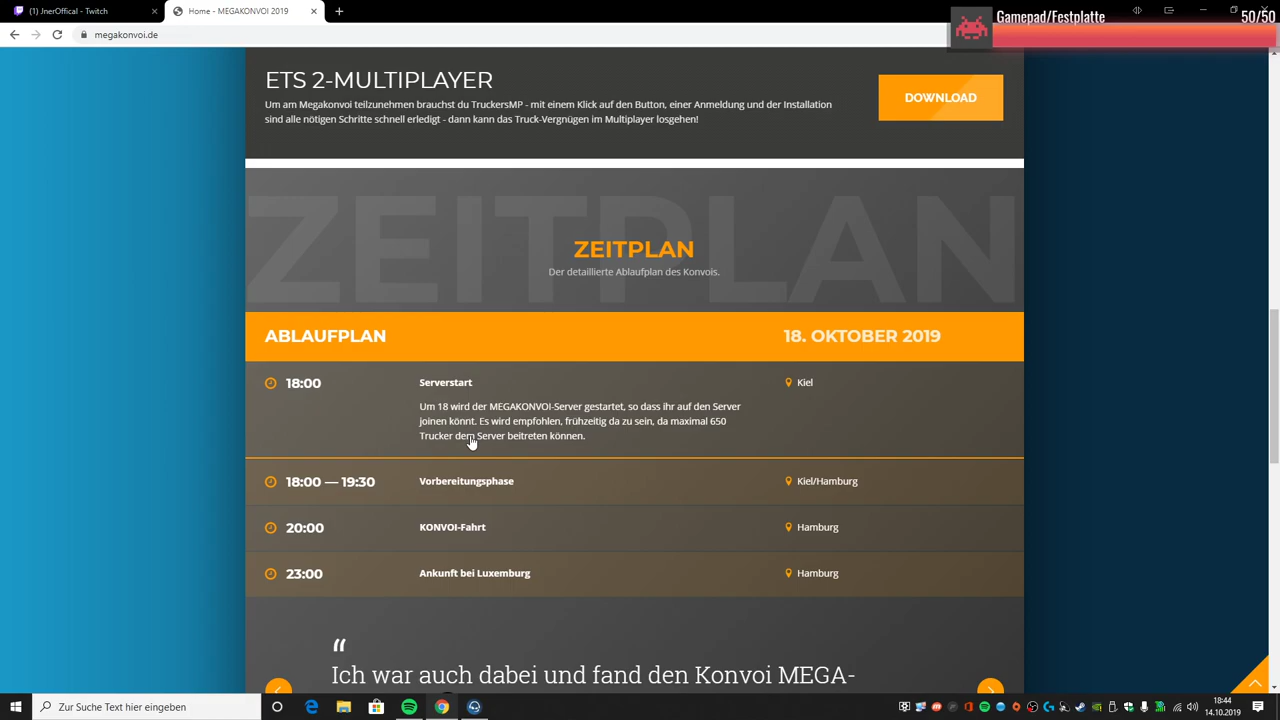 (1) JnerOffical - Twitch
Home - MEGAKONVOI 2019
Gamepad/Festplatte
50/50
megakonvoi.de
ETS 2-MULTIPLAYER
Um am Megakonvoi teilzunehmen brauchst du TruckersMP - mit einem Klick auf den Button, einer Anmeldung und der Installation
sind alle nötigen Schritte schnell erledigt - dann kann das Truck-Vergnügen im Multiplayer losgehen!
DOWNLOAD
ZEITPLAN
ZEITPLAN
Der detaillierte Ablaufplan des Konvois.
ABLAUFPLAN
18. OKTOBER 2019
18:00
Serverstart
Kiel
Um 18 wird der MEGAKONVOI-Server gestartet, so dass ihr auf den Server
joinen könnt. Es wird empfohlen, frühzeitig da zu sein, da maximal 650
Trucker dem Server beitreten können.
18:00 — 19:30
Vorbereitungsphase
Kiel/Hamburg
20:00
KONVOI-Fahrt
Hamburg
23:00
Ankunft bei Luxemburg
Hamburg
“
Ich war auch dabei und fand den Konvoi MEGA-
Zur Suche Text hier eingeben
18:44
14.10.2019